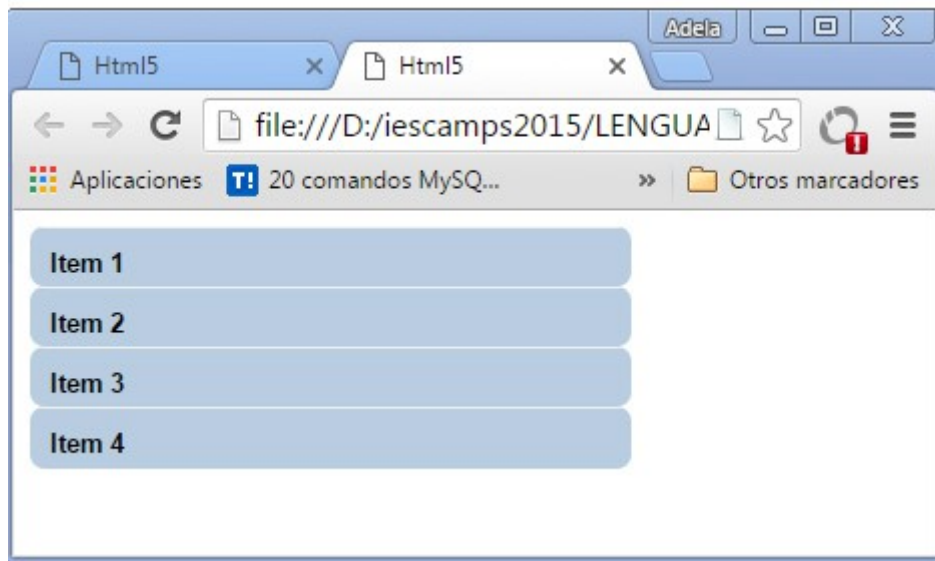 Adela
Html5
Html5
file:///D:/iescamps2015/LENGUA
Aplicaciones
T! 20 comandos MySQ...
»
Otros marcadores
Item 1
Item 2
Item 3
Item 4